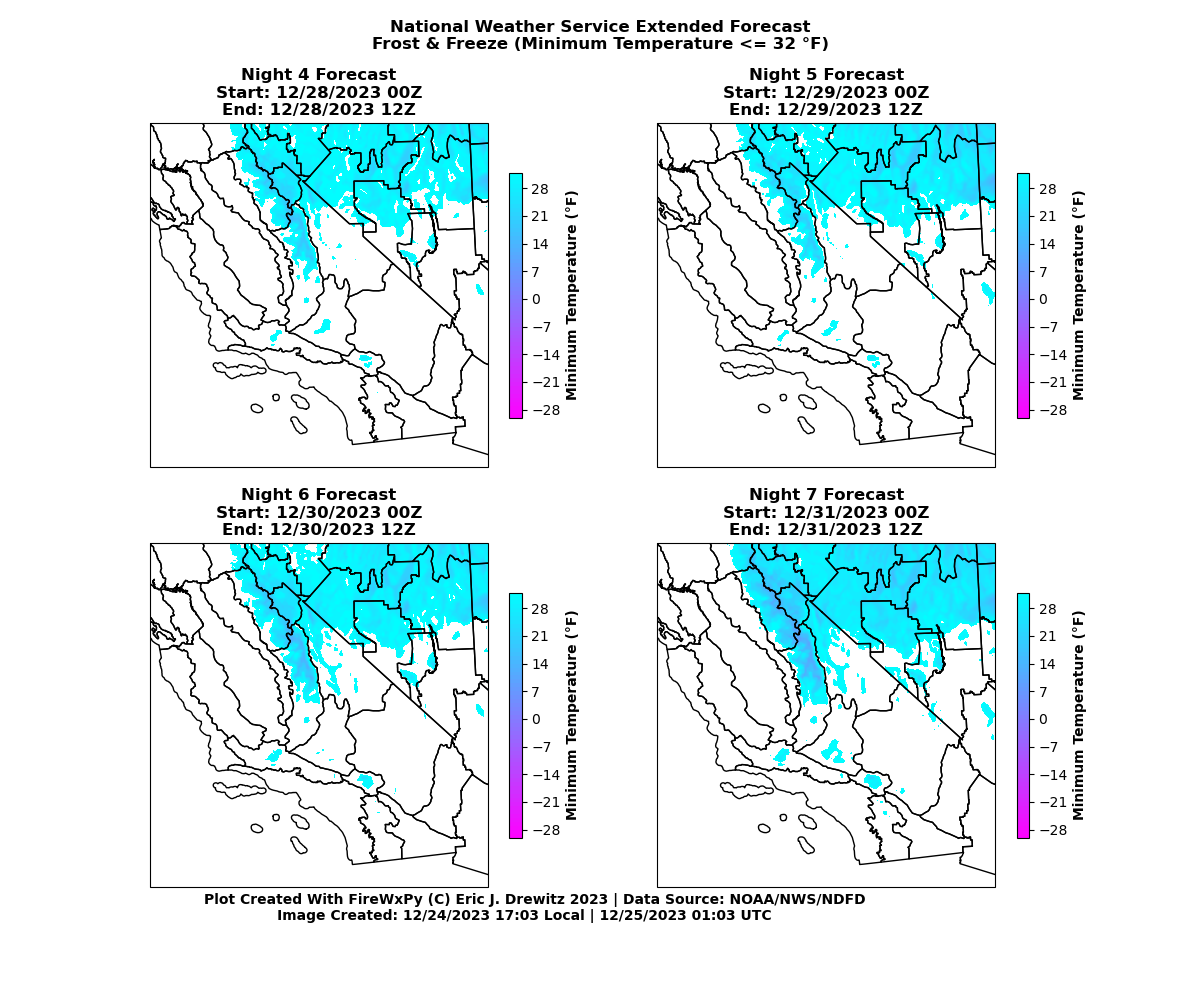 National Weather Service Extended Forecast
Frost & Freeze (Minimum Temperature <= 32 °F)
Night 4 Forecast
Start: 12/28/2023 00Z
End: 12/28/2023 12Z
28
21
14
7
0
−7
−14
−21
−28
Minimum Temperature (°F)
Night 5 Forecast
Start: 12/29/2023 00Z
End: 12/29/2023 12Z
28
21
14
7
0
−7
−14
−21
−28
Minimum Temperature (°F)
Night 6 Forecast
Start: 12/30/2023 00Z
End: 12/30/2023 12Z
28
21
14
7
0
−7
−14
−21
−28
Minimum Temperature (°F)
Night 7 Forecast
Start: 12/31/2023 00Z
End: 12/31/2023 12Z
28
21
14
7
0
−7
−14
−21
−28
Minimum Temperature (°F)
Plot Created With FireWxPy (C) Eric J. Drewitz 2023 | Data Source: NOAA/NWS/NDFD
Image Created: 12/24/2023 17:03 Local | 12/25/2023 01:03 UTC